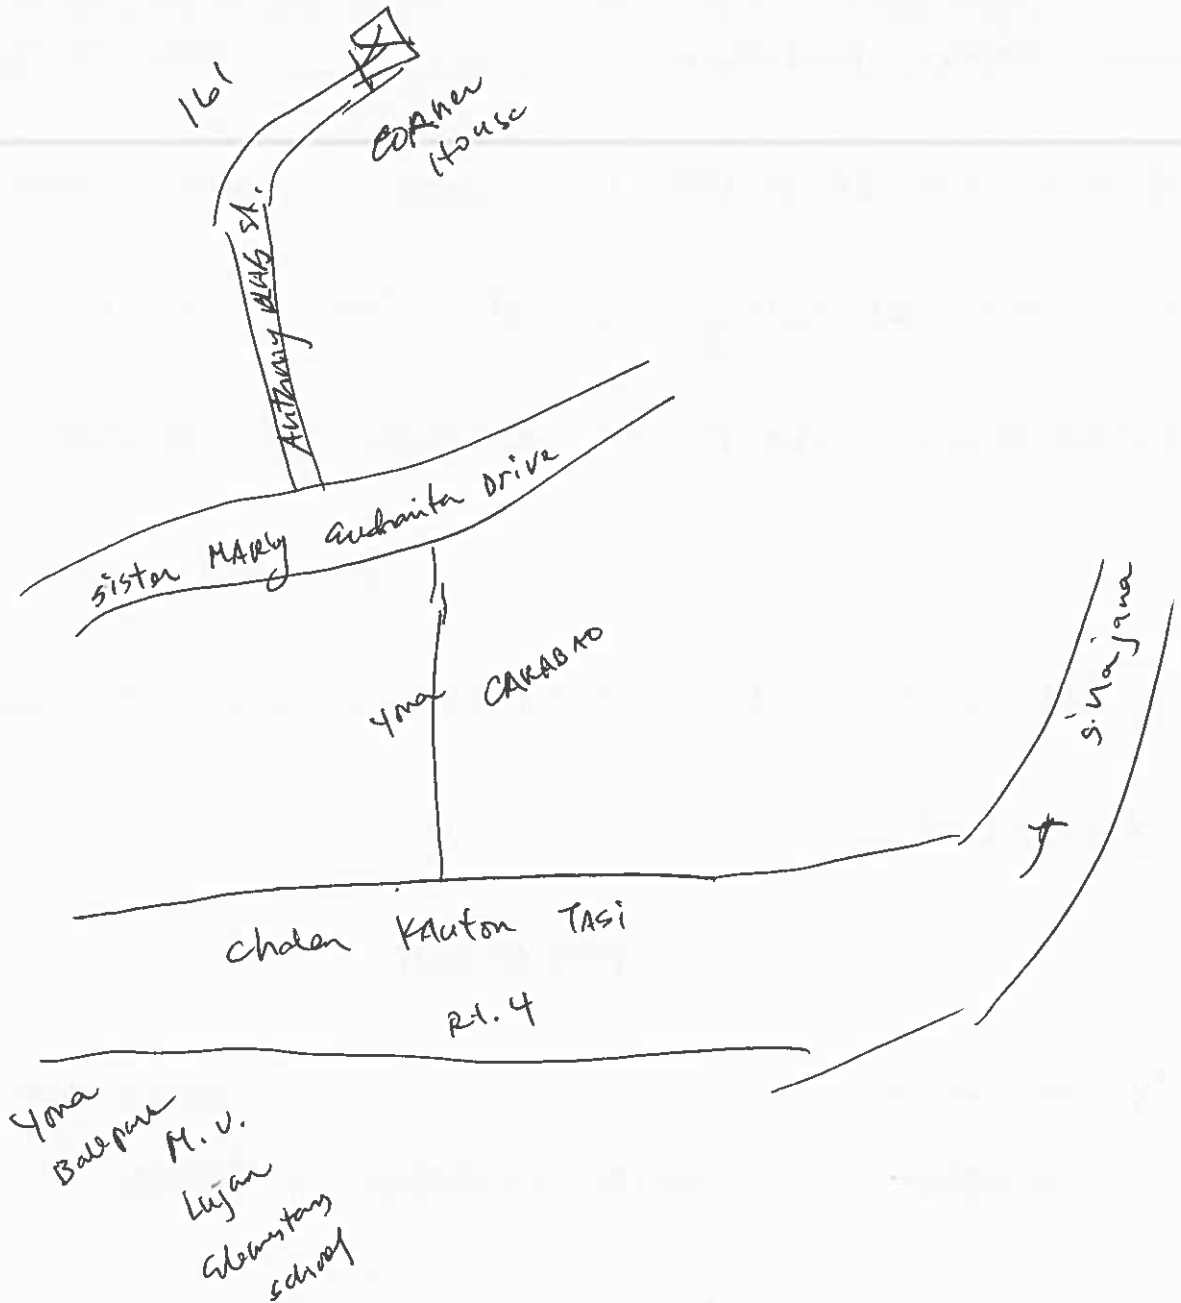 161
CORNER
House
Anthony Blas St.
Sister MARy Eucharita Drive
Yona CARABAO
Sinajana
Chalan KAnton TASi
Rt. 4
Yona
Ballpark
M.U.
Lujan
Elementary
School